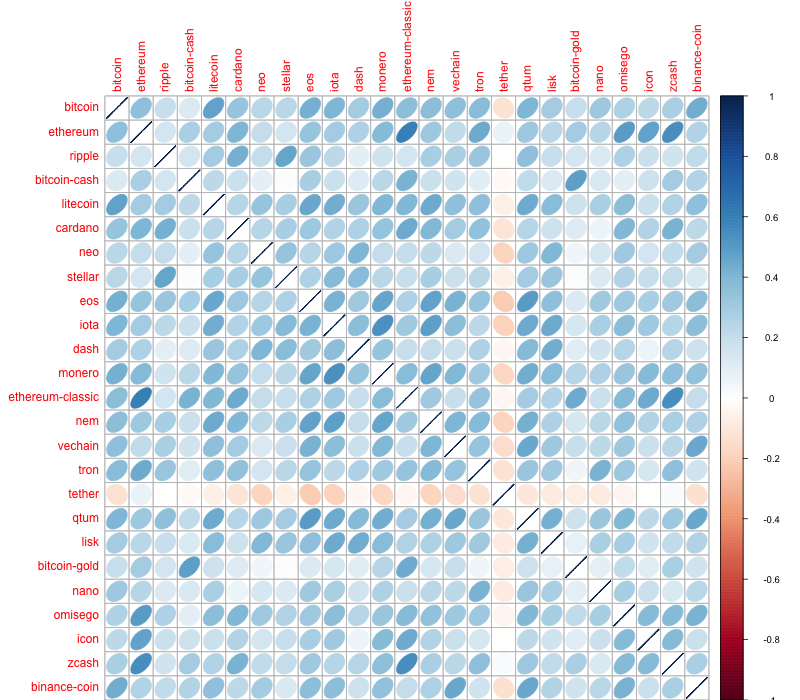 bitcoin
ethereum
ripple
bitcoin-cash
litecoin
cardano
neo
stellar
eos
iota
dash
monero
ethereum-classic
nem
vechain
tron
tether
qtum
lisk
bitcoin-gold
nano
omisego
icon
zcash
binance-coin
bitcoin
ethereum
ripple
bitcoin-cash
litecoin
cardano
neo
stellar
eos
iota
dash
monero
ethereum-classic
nem
vechain
tron
tether
qtum
lisk
bitcoin-gold
nano
omisego
icon
zcash
binance-coin
1
0.8
0.6
0.4
0.2
0
-0.2
-0.4
-0.6
-0.8